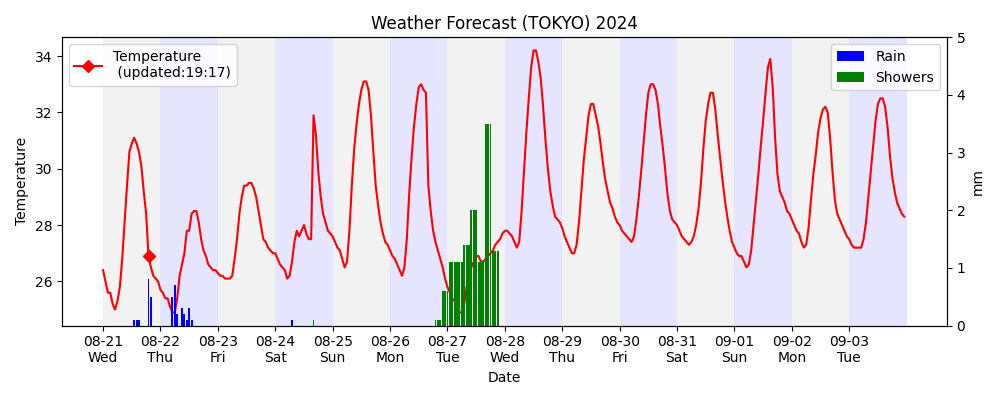 Weather Forecast (TOKYO) 2024
Temperature
(updated:19:17)
Rain
Showers
Temperature
34
32
30
28
26
5
4
3
2
1
0
mm
08-21 08-22 08-23 08-24 08-25 08-26 08-27 08-28 08-29 08-30 08-31 09-01 09-02 09-03
Wed Thu Fri Sat Sun Mon Tue Wed Thu Fri Sat Sun Mon Tue
Date